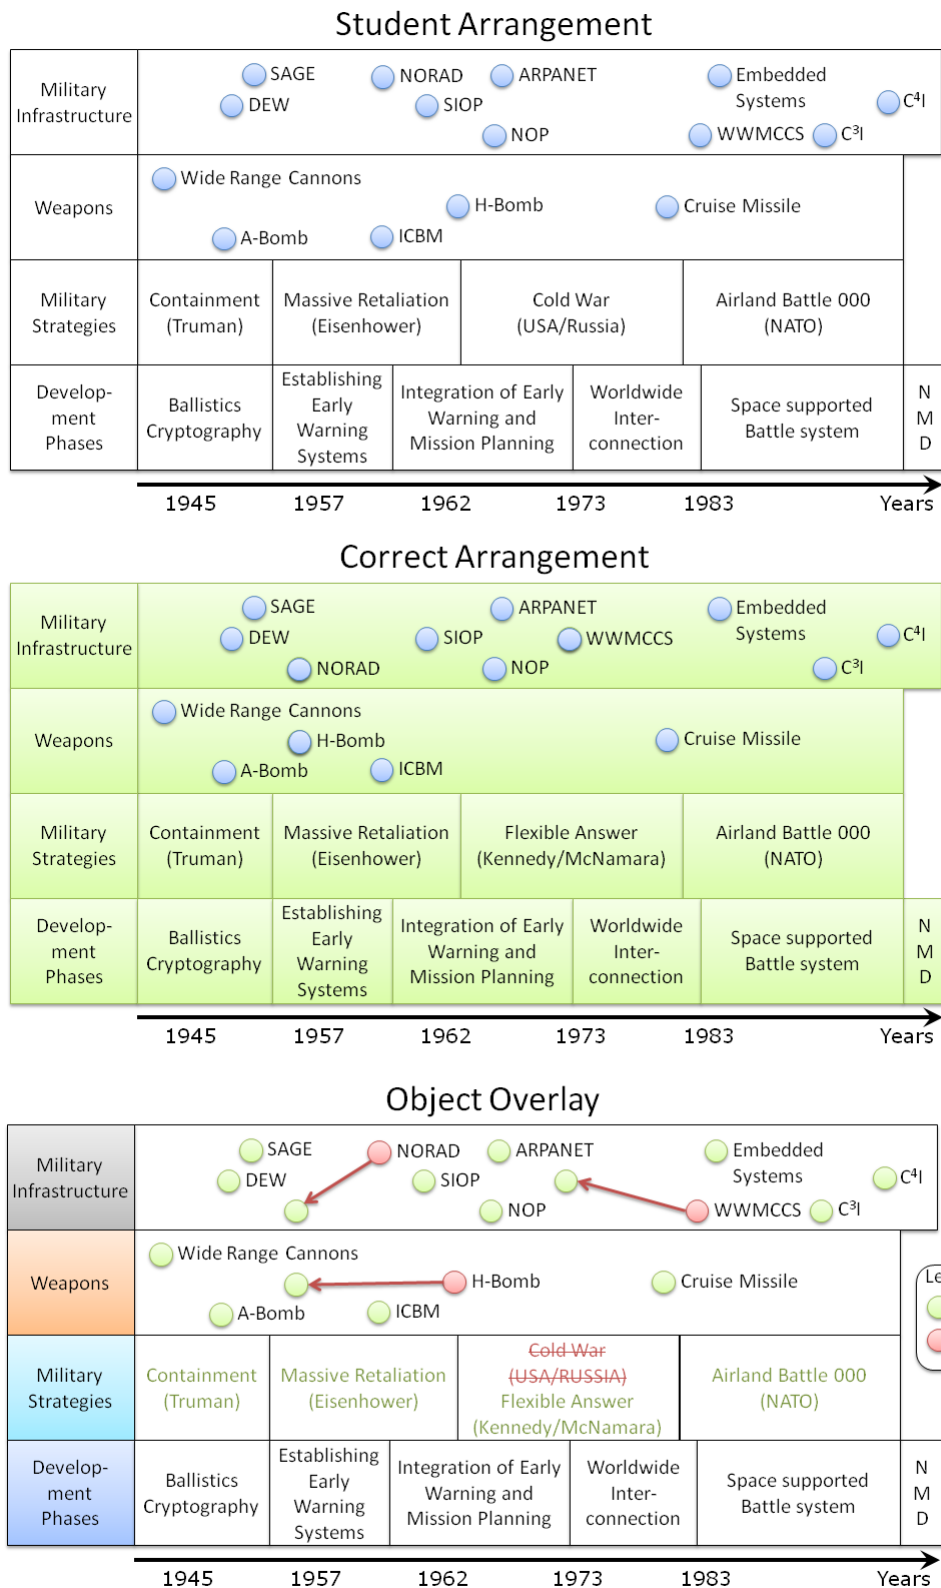 Student Arrangement
Military
Infrastructure
SAGE
NORAD
ARPANET
Embedded
Systems
DEW
SIOP
C⁴I
NOP
WWMCCS
C³I
Weapons
Wide Range Cannons
H-Bomb
Cruise Missile
A-Bomb
ICBM
Military
Strategies
Containment
(Truman)
Massive Retaliation
(Eisenhower)
Cold War
(USA/Russia)
Airland Battle 000
(NATO)
Develop-
ment
Phases
Ballistics
Cryptography
Establishing
Early
Warning
Systems
Integration of Early
Warning and
Mission Planning
Worldwide
Inter-
connection
Space supported
Battle system
N
M
D
1945 1957 1962 1973 1983 Years
Correct Arrangement
Military
Infrastructure
SAGE
ARPANET
Embedded
Systems
DEW
SIOP
WWMCCS
C⁴I
NORAD
NOP
C³I
Weapons
Wide Range Cannons
H-Bomb
Cruise Missile
A-Bomb
ICBM
Military
Strategies
Containment
(Truman)
Massive Retaliation
(Eisenhower)
Flexible Answer
(Kennedy/McNamara)
Airland Battle 000
(NATO)
Develop-
ment
Phases
Ballistics
Cryptography
Establishing
Early
Warning
Systems
Integration of Early
Warning and
Mission Planning
Worldwide
Inter-
connection
Space supported
Battle system
N
M
D
1945 1957 1962 1973 1983 Years
Object Overlay
Military
Infrastructure
SAGE
NORAD
ARPANET
Embedded
Systems
DEW
SIOP
C⁴I
NOP
WWMCCS
C³I
Weapons
Wide Range Cannons
H-Bomb
Cruise Missile
A-Bomb
ICBM
Le
Military
Strategies
Containment
(Truman)
Massive Retaliation
(Eisenhower)
Cold War
(USA/RUSSIA)
Flexible Answer
(Kennedy/McNamara)
Airland Battle 000
(NATO)
Develop-
ment
Phases
Ballistics
Cryptography
Establishing
Early
Warning
Systems
Integration of Early
Warning and
Mission Planning
Worldwide
Inter-
connection
Space supported
Battle system
N
M
D
1945 1957 1962 1973 1983 Years